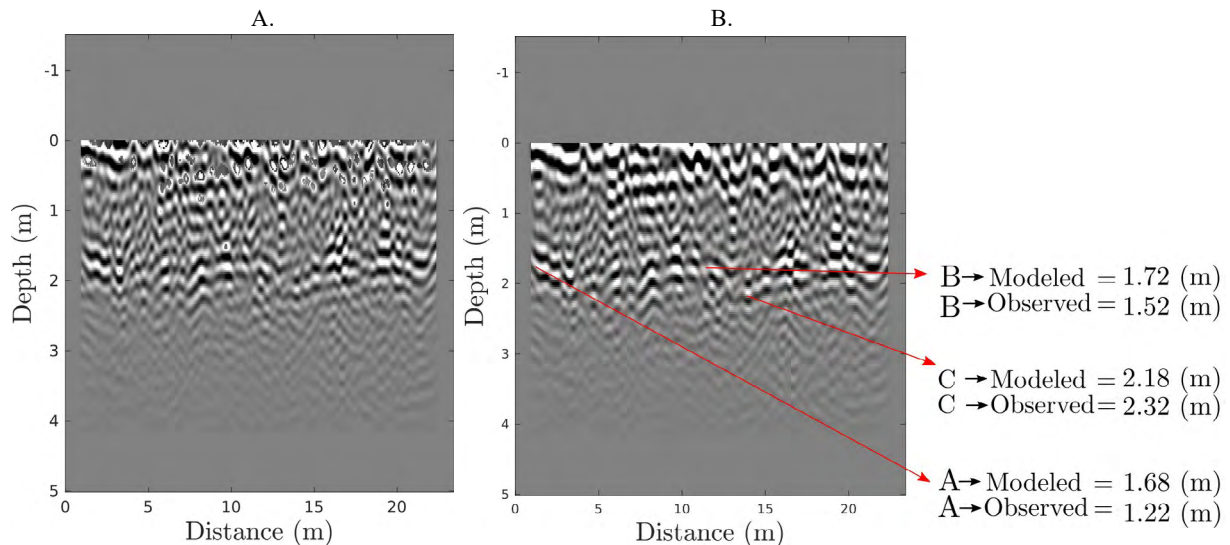 A.
B.
-1
0
1
2
3
4
5
Depth (m)
0
5
10
15
20
Distance (m)
-1
0
1
2
3
4
5
Depth (m)
0
5
10
15
20
Distance (m)
B→Modeled = 1.72 (m)
B→Observed = 1.52 (m)
C →Modeled = 2.18 (m)
C →Observed = 2.32 (m)
A→Modeled = 1.68 (m)
A→Observed = 1.22 (m)